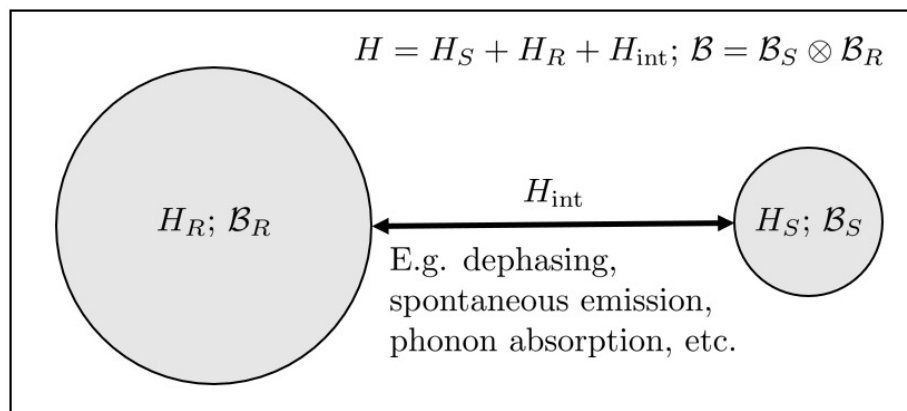 H = H_S + H_R + H_int; ℬ = ℬ_S ⊗ ℬ_R
H_R; ℬ_R
H_int
H_S; ℬ_S
E.g. dephasing,
spontaneous emission,
phonon absorption, etc.